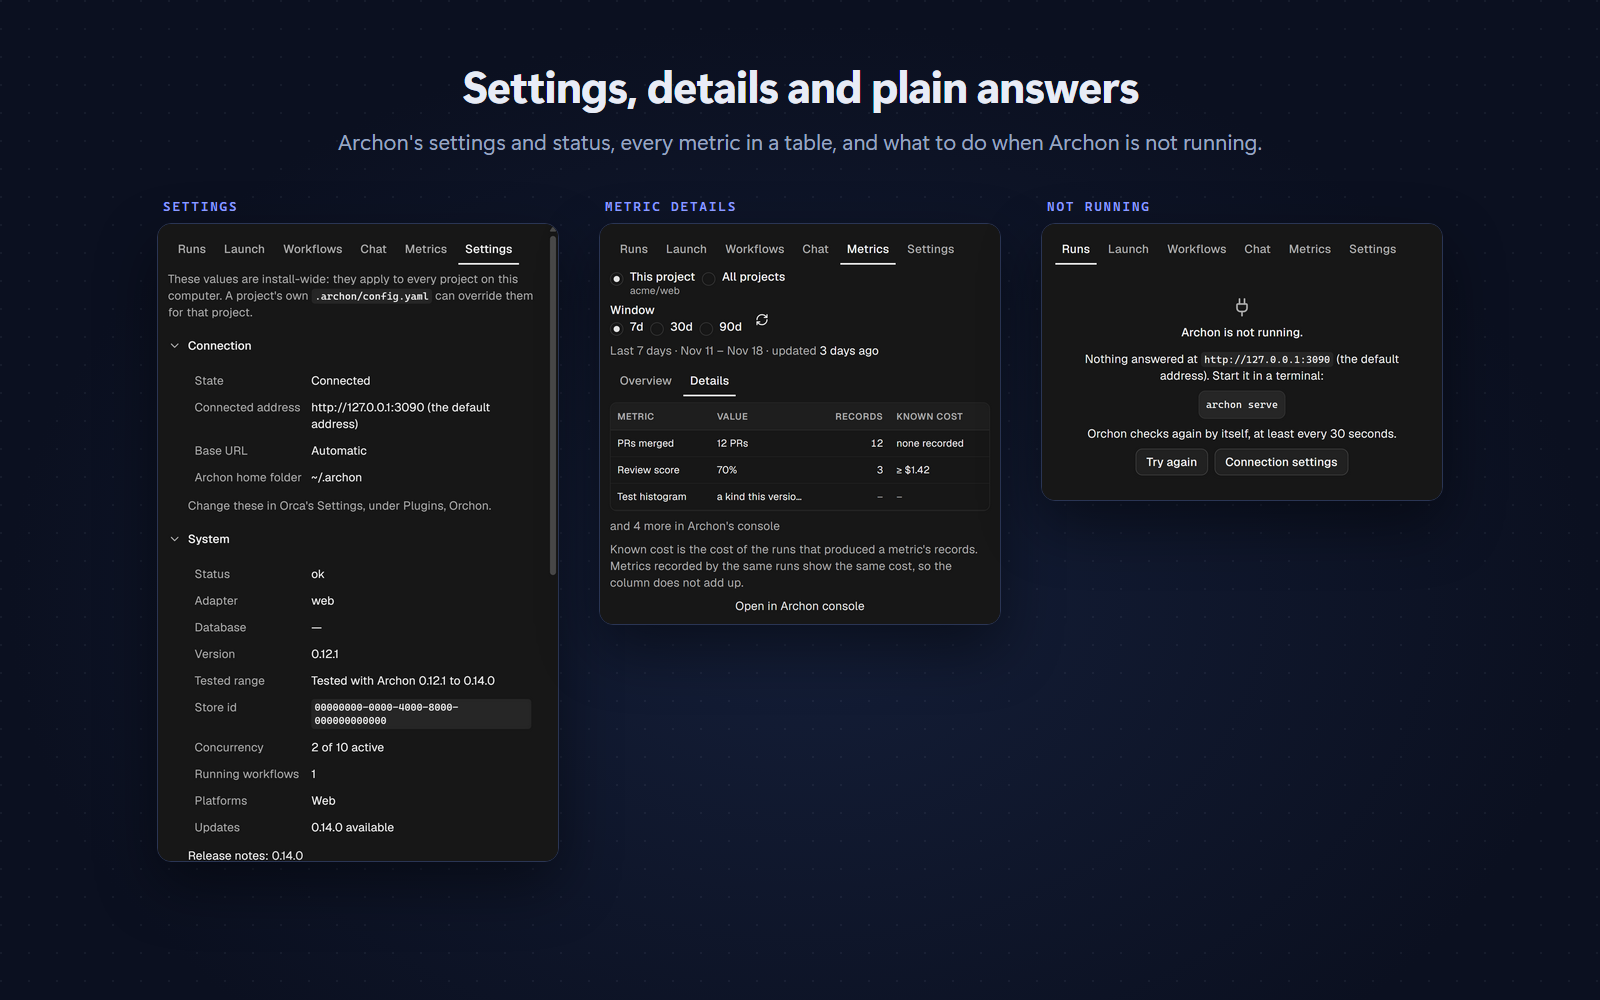 Settings, details and plain answers
Archon's settings and status, every metric in a table, and what to do when Archon is not running.
SETTINGS
Runs Launch Workflows Chat Metrics Settings
These values are install-wide: they apply to every project on this
computer. A project's own .archon/config.yaml can override them
for that project.
Connection
State Connected
Connected address http://127.0.0.1:3090 (the default
address)
Base URL Automatic
Archon home folder ~/.archon
Change these in Orca's Settings, under Plugins, Orchon.
System
Status ok
Adapter web
Database —
Version 0.12.1
Tested range Tested with Archon 0.12.1 to 0.14.0
Store id 00000000-0000-4000-8000-
000000000000
Concurrency 2 of 10 active
Running workflows 1
Platforms Web
Updates 0.14.0 available
Release notes: 0.14.0
METRIC DETAILS
Runs Launch Workflows Chat Metrics Settings
This project All projects
acme/web
Window
7d 30d 90d
Last 7 days · Nov 11 – Nov 18 · updated 3 days ago
Overview Details
METRIC VALUE RECORDS KNOWN COST
PRs merged 12 PRs 12 none recorded
Review score 70% 3 ≥ $1.42
Test histogram a kind this versio... – –
and 4 more in Archon's console
Known cost is the cost of the runs that produced a metric's records.
Metrics recorded by the same runs show the same cost, so the
column does not add up.
Open in Archon console
NOT RUNNING
Runs Launch Workflows Chat Metrics Settings
Archon is not running.
Nothing answered at http://127.0.0.1:3090 (the default
address). Start it in a terminal:
archon serve
Orchon checks again by itself, at least every 30 seconds.
Try again Connection settings